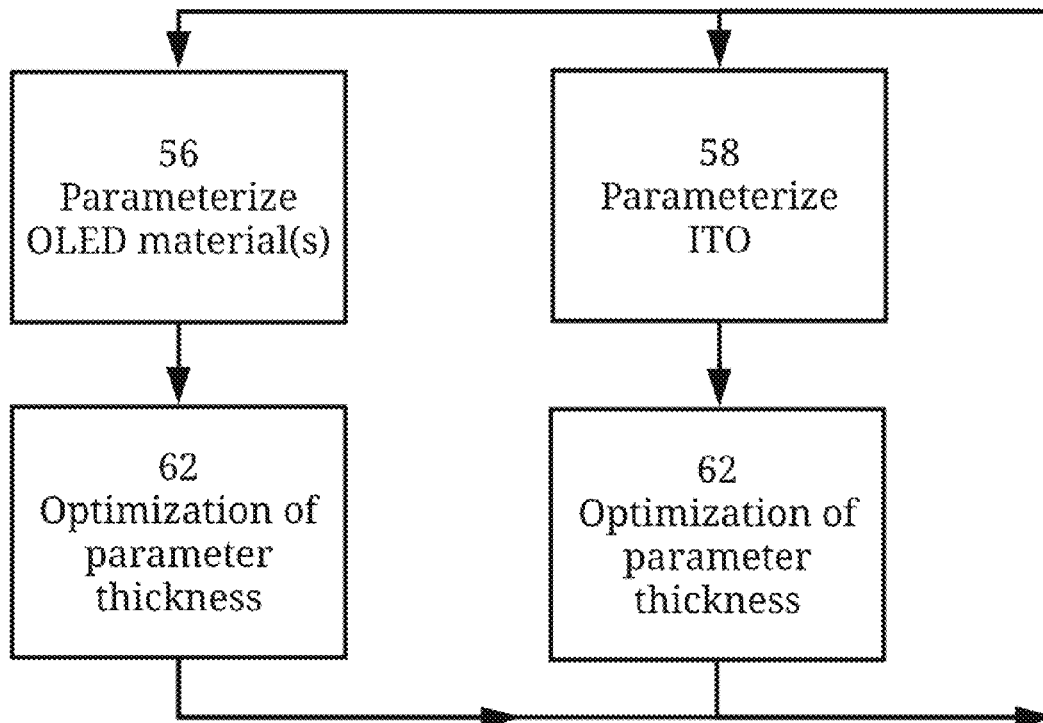 56
Parameterize
OLED material(s)
58
Parameterize
ITO
62
Optimization of
parameter
thickness
62
Optimization of
parameter
thickness